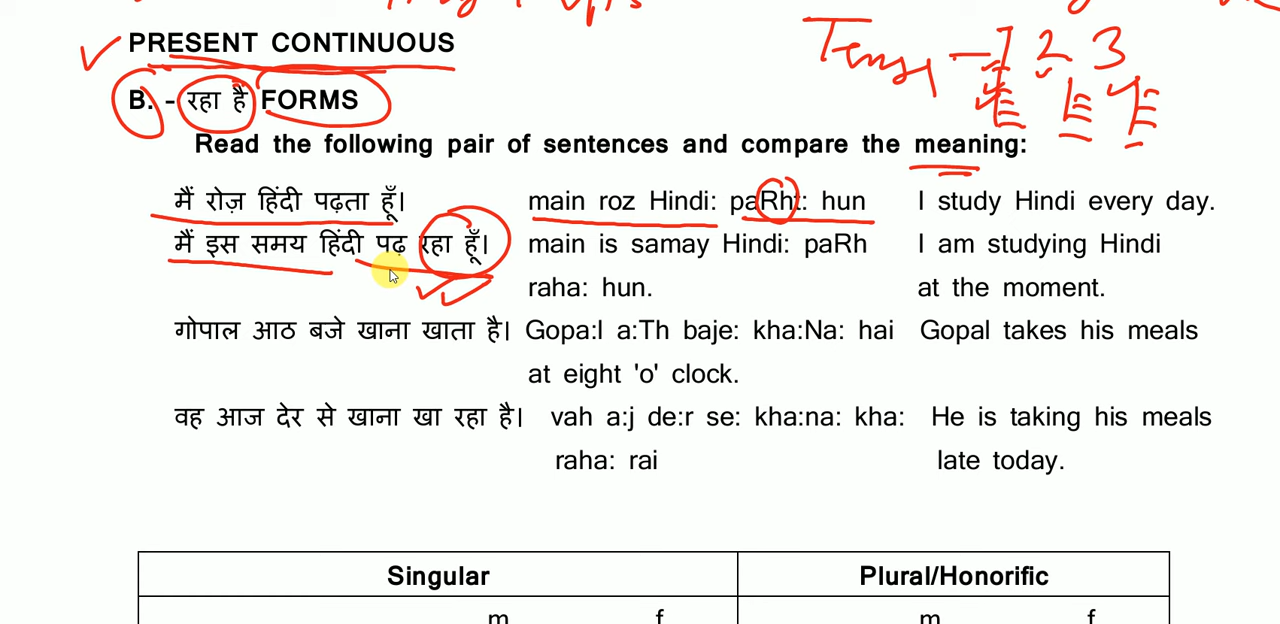 Tense - 1 2 3
PRESENT CONTINUOUS
B. - रहा है FORMS
Read the following pair of sentences and compare the meaning:
मैं रोज़ हिंदी पढ़ता हूँ। main roz Hindi: paRht: hun I study Hindi every day.
मैं इस समय हिंदी पढ़ रहा हूँ। main is samay Hindi: paRh I am studying Hindi
raha: hun. at the moment.
गोपाल आठ बजे खाना खाता है। Gopa:l a:Th baje: kha:Na: hai Gopal takes his meals
at eight 'o' clock.
वह आज देर से खाना खा रहा है। vah a:j de:r se: kha:na: kha: He is taking his meals
raha: rai late today.
Singular Plural/Honorific
m f m f